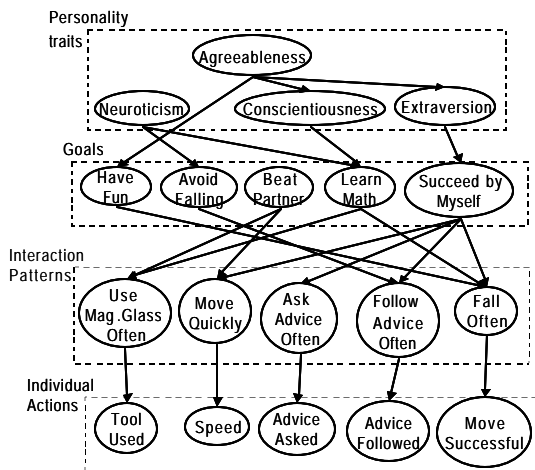 Personality
traits
Agreeableness
Neuroticism
Conscientiousness
Extraversion
Goals
Have
Fun
Avoid
Falling
Beat
Partner
Learn
Math
Succeed by
Myself
Interaction
Patterns
Use
Mag.Glass
Often
Move
Quickly
Ask
Advice
Often
Follow
Advice
Often
Fall
Often
Individual
Actions
Tool
Used
Speed
Advice
Asked
Advice
Followed
Move
Successful